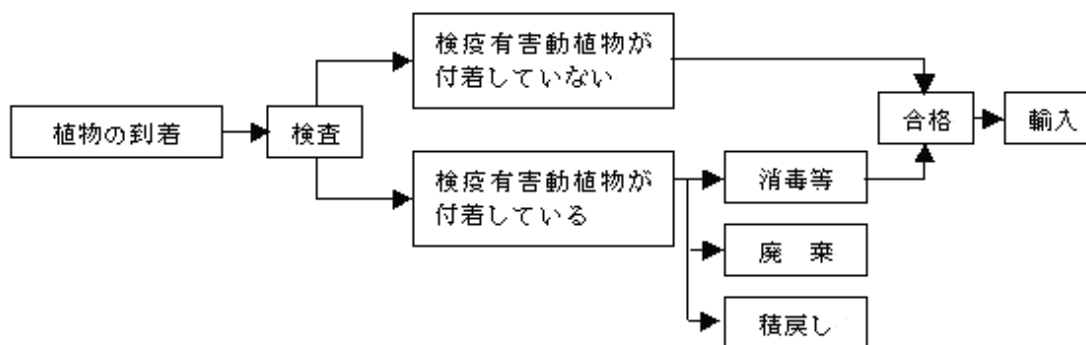 植物の到着
検査
検疫有害動植物が
付着していない
検疫有害動植物が
付着している
消毒等
廃　棄
積戻し
合格
輸入